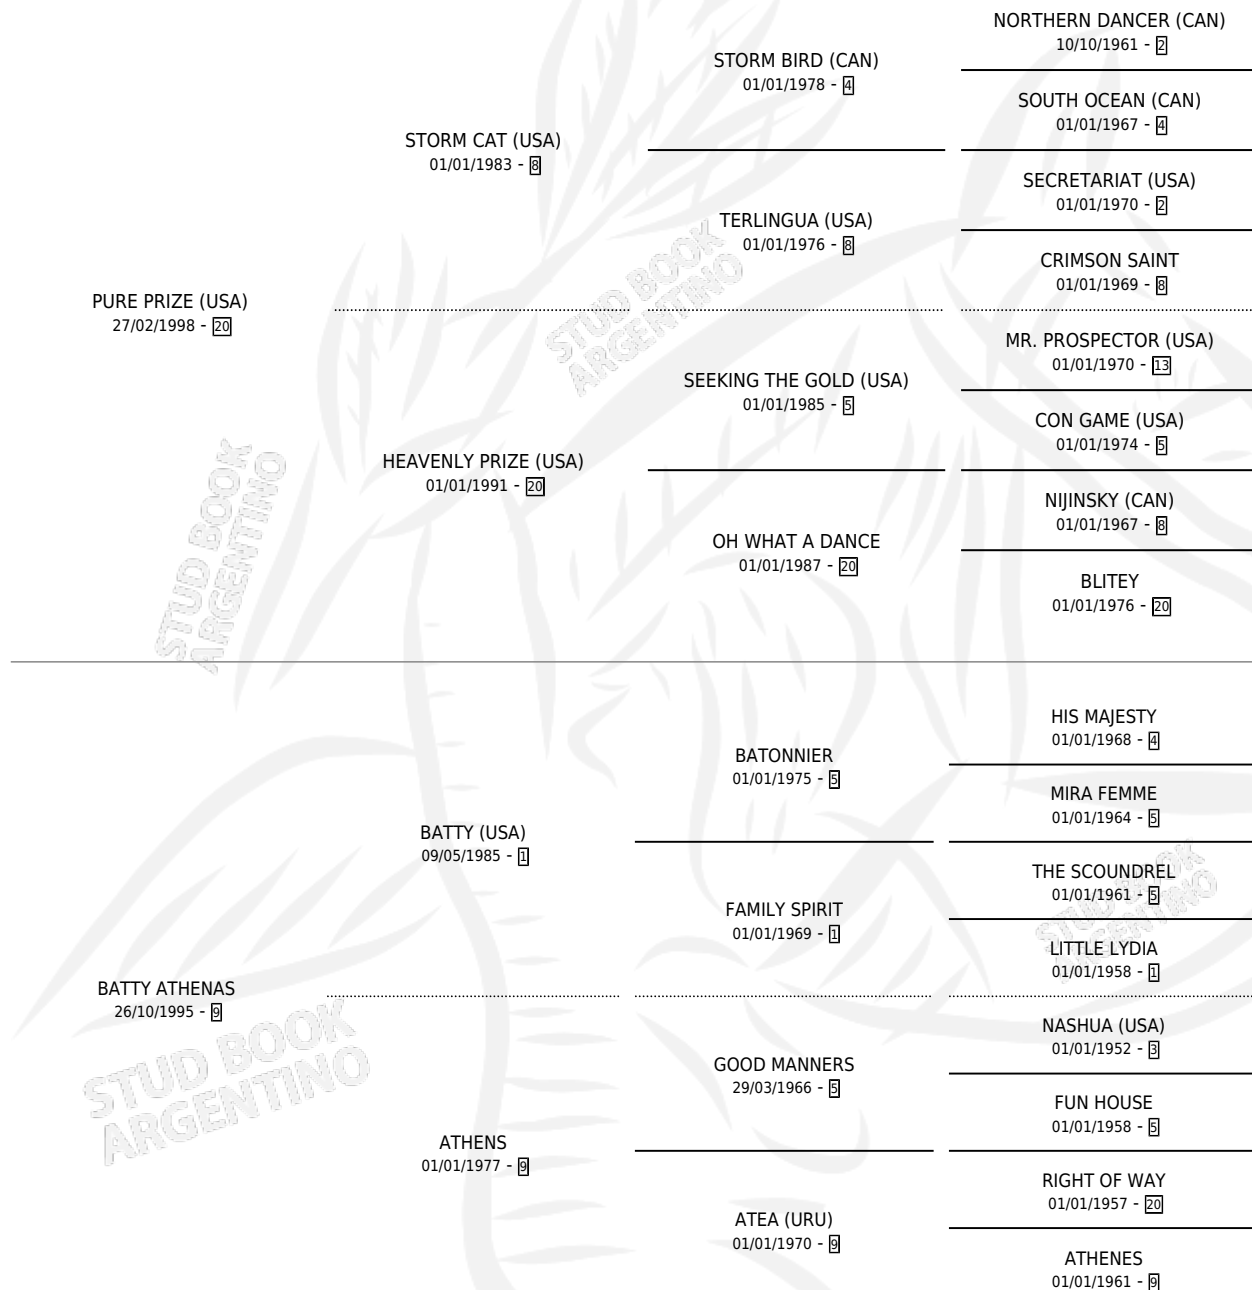 NORTHERN DANCER (CAN)
10/10/1961 - 2
STORM BIRD (CAN)
01/01/1978 - 4
SOUTH OCEAN (CAN)
01/01/1967 - 4
STORM CAT (USA)
01/01/1983 - 8
SECRETARIAT (USA)
01/01/1970 - 2
TERLINGUA (USA)
01/01/1976 - 8
CRIMSON SAINT
01/01/1969 - 8
PURE PRIZE (USA)
27/02/1998 - 20
MR. PROSPECTOR (USA)
01/01/1970 - 13
SEEKING THE GOLD (USA)
01/01/1985 - 5
CON GAME (USA)
01/01/1974 - 5
HEAVENLY PRIZE (USA)
01/01/1991 - 20
NIJINSKY (CAN)
01/01/1967 - 8
OH WHAT A DANCE
01/01/1987 - 20
BLITEY
01/01/1976 - 20
HIS MAJESTY
01/01/1968 - 4
BATONNIER
01/01/1975 - 5
MIRA FEMME
01/01/1964 - 5
BATTY (USA)
09/05/1985 - 1
THE SCOUNDREL
01/01/1961 - 5
FAMILY SPIRIT
01/01/1969 - 1
LITTLE LYDIA
01/01/1958 - 1
BATTY ATHENAS
26/10/1995 - 9
NASHUA (USA)
01/01/1952 - 3
GOOD MANNERS
29/03/1966 - 5
FUN HOUSE
01/01/1958 - 5
ATHENS
01/01/1977 - 9
RIGHT OF WAY
01/01/1957 - 20
ATEA (URU)
01/01/1970 - 9
ATHENES
01/01/1961 - 9
STUD BOOK
ARGENTINO
STUD BOOK
ARGENTINO
STUD BOOK
ARGENTINO
STUD BOOK
ARGENTINO